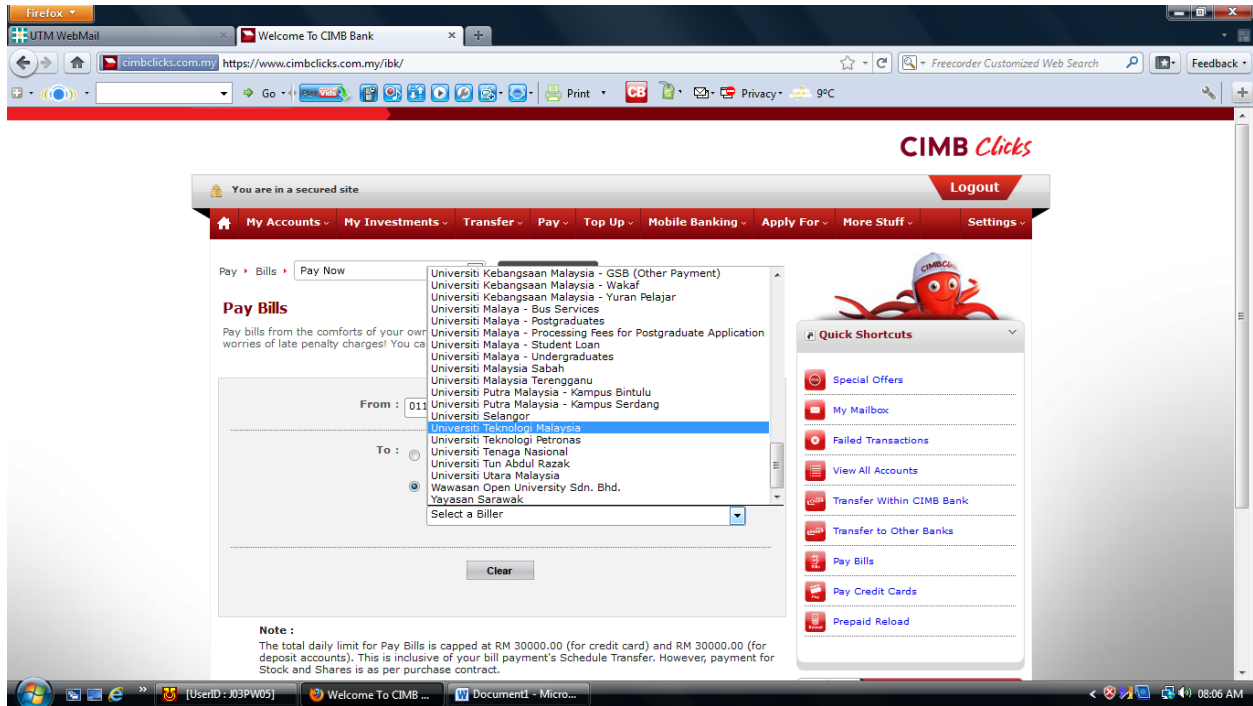 Firefox
UTM WebMail
Welcome To CIMB Bank
cimbclicks.com.my https://www.cimbclicks.com.my/ibk/
Freecorder Customized Web Search
Feedback
Go
Print
CB
Privacy
9°C
CIMB Clicks
You are in a secured site
Logout
My Accounts My Investments Transfer Pay Top Up Mobile Banking Apply For More Stuff Settings
Pay Bills Pay Now
CIMBCL
Pay Bills
Pay bills from the comforts of your own
worries of late penalty charges! You ca
Universiti Kebangsaan Malaysia - GSB (Other Payment)
Universiti Kebangsaan Malaysia - Wakaf
Universiti Kebangsaan Malaysia - Yuran Pelajar
Universiti Malaya - Bus Services
Universiti Malaya - Postgraduates
Universiti Malaya - Processing Fees for Postgraduate Application
Universiti Malaya - Student Loan
Universiti Malaya - Undergraduates
Universiti Malaysia Sabah
Universiti Malaysia Terengganu
Universiti Putra Malaysia - Kampus Bintulu
Universiti Putra Malaysia - Kampus Serdang
Universiti Selangor
Universiti Teknologi Malaysia
Universiti Teknologi Petronas
Universiti Tenaga Nasional
Universiti Tun Abdul Razak
Universiti Utara Malaysia
Wawasan Open University Sdn. Bhd.
Yayasan Sarawak
Select a Biller
From : 011
To :
Clear
Quick Shortcuts
Special Offers
My Mailbox
Failed Transactions
View All Accounts
Transfer Within CIMB Bank
Transfer to Other Banks
Pay Bills
Pay Credit Cards
Prepaid Reload
Note :
The total daily limit for Pay Bills is capped at RM 30000.00 (for credit card) and RM 30000.00 (for
deposit accounts). This is inclusive of your bill payment's Schedule Transfer. However, payment for
Stock and Shares is as per purchase contract.
[UserID : J03PW05]
Welcome To CIMB ...
Document1 - Micro...
08:06 AM